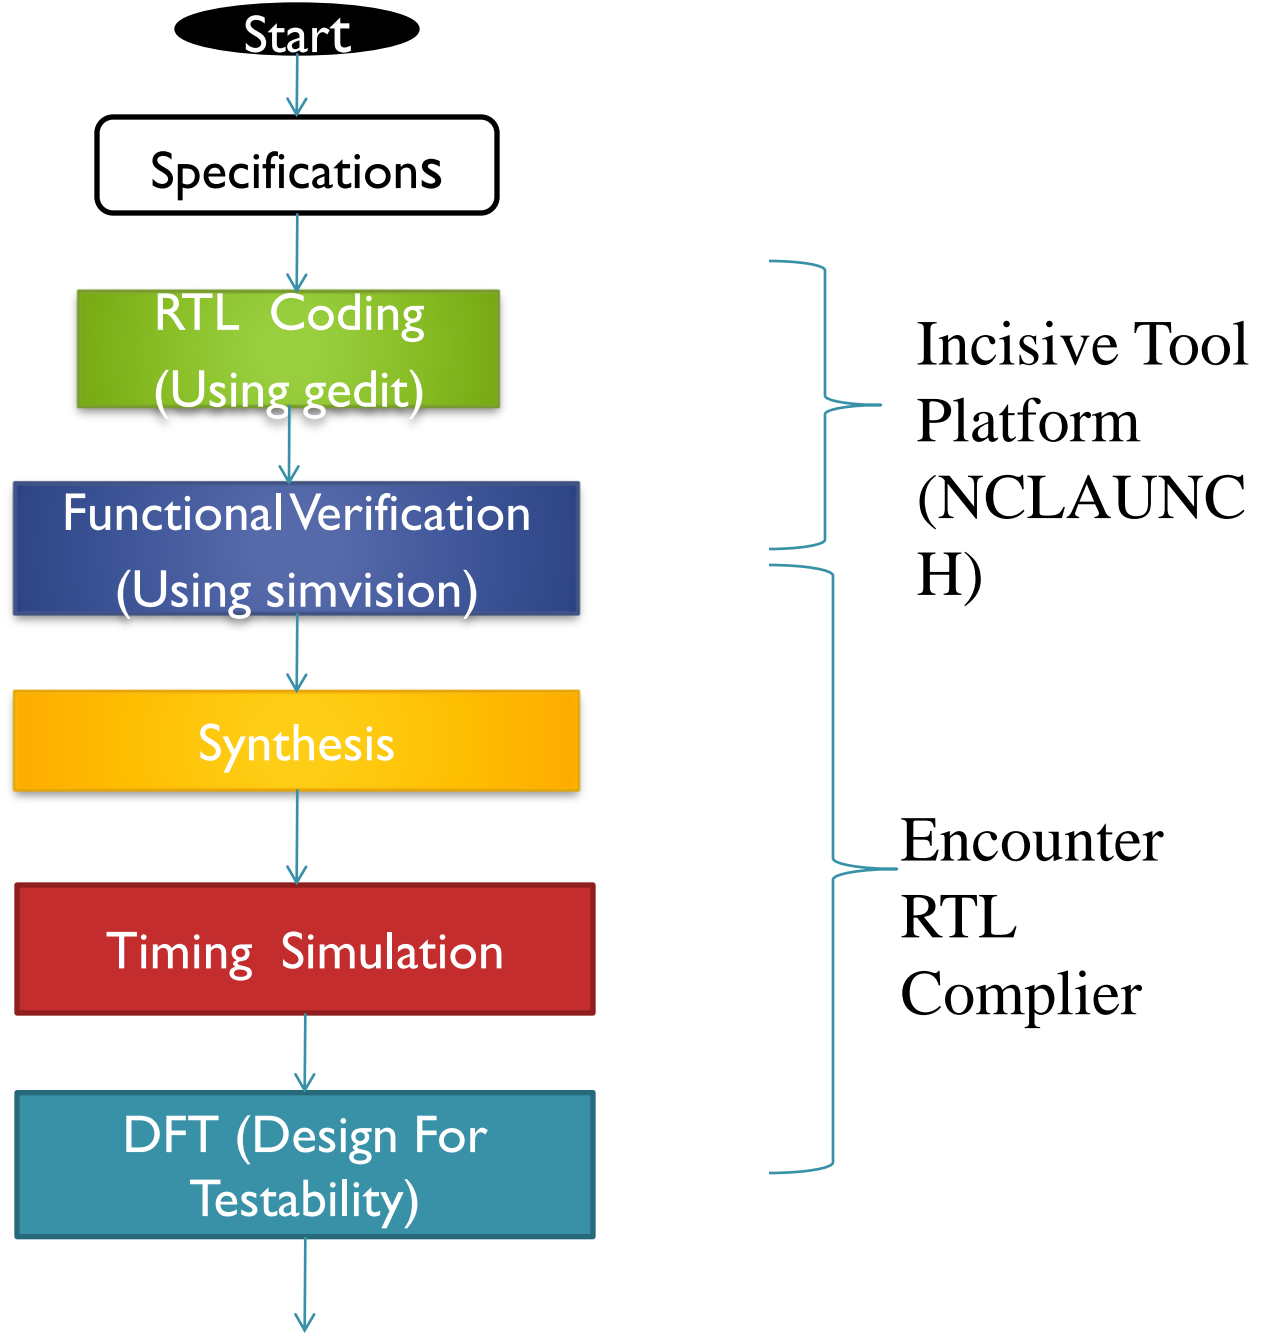 Start
Specifications
RTL Coding
(Using gedit)
Functional Verification
(Using simvision)
Synthesis
Timing Simulation
DFT (Design For
Testability)
Incisive Tool
Platform
(NCLAUNC
H)
Encounter
RTL
Complier